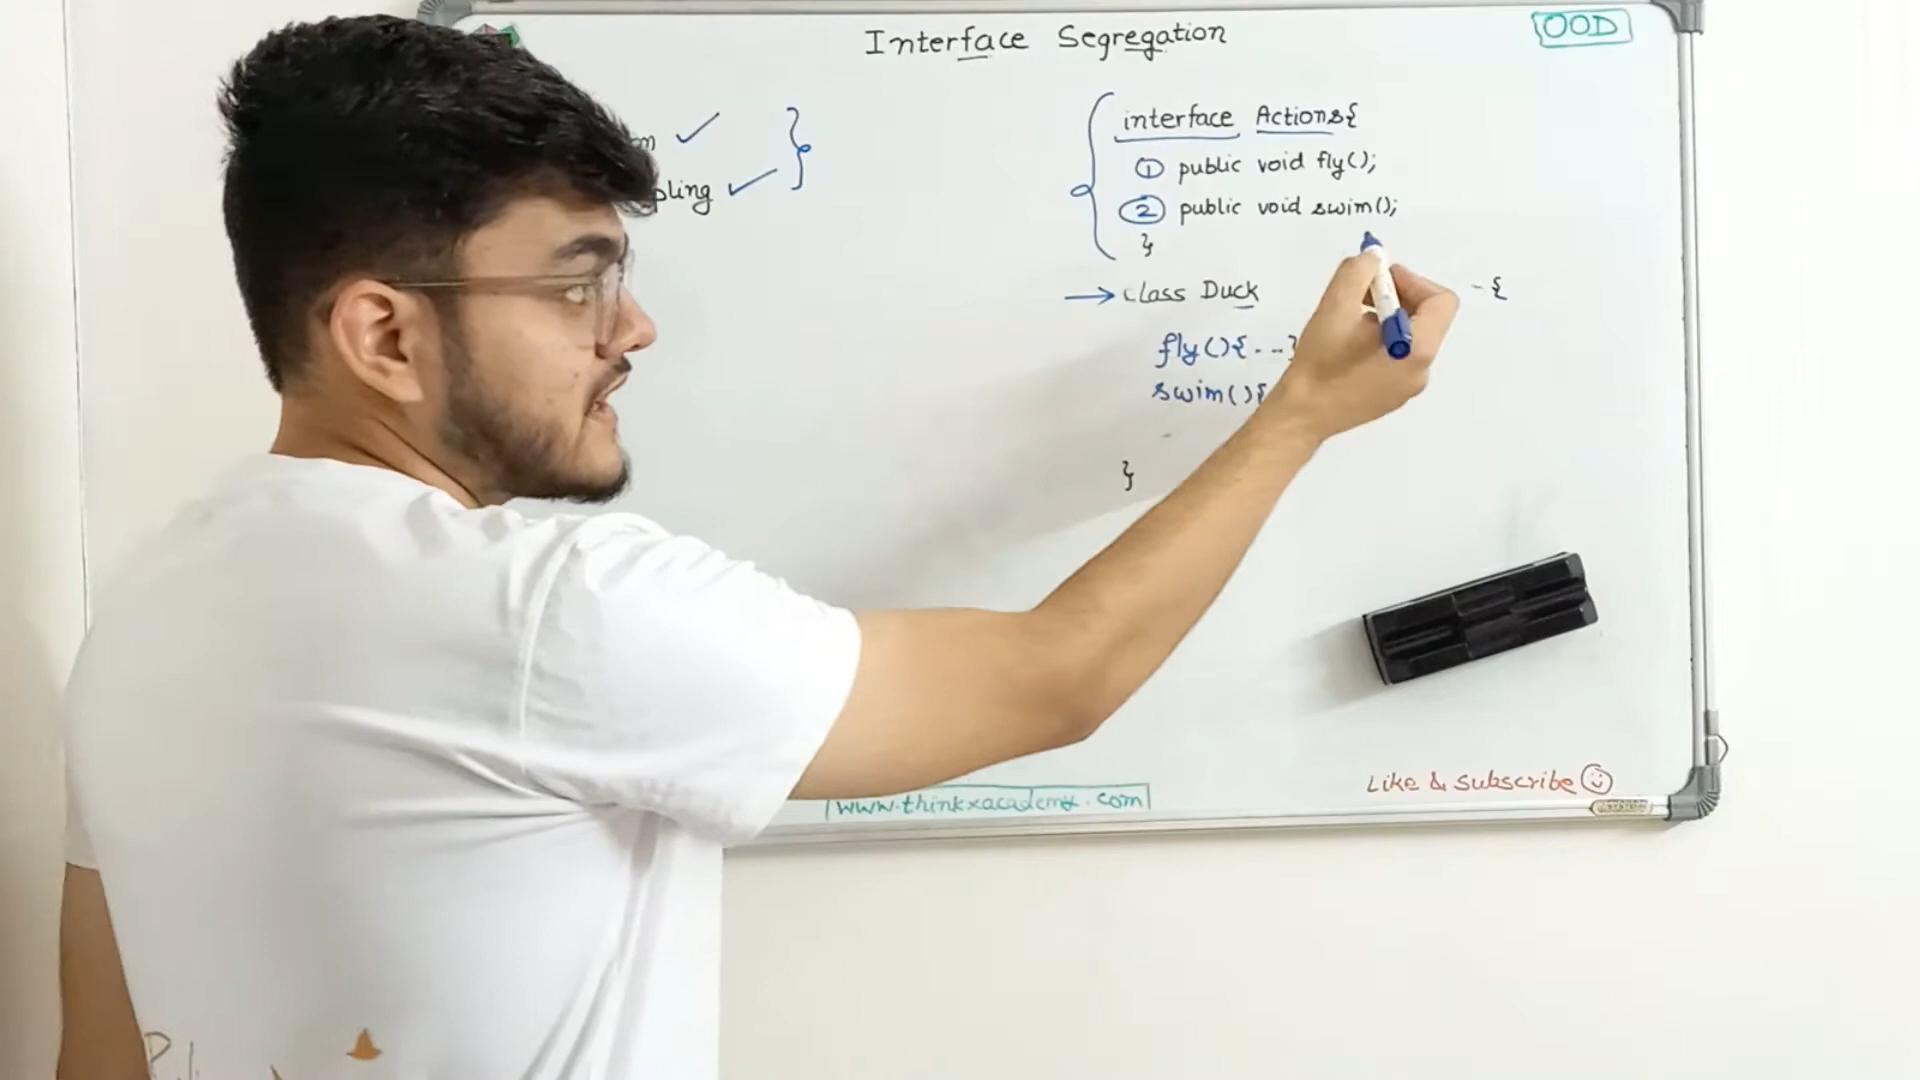 Interface Segregation
OOD
pling
interface Actions{
① public void fly();
② public void swim();
}
→ class Duck - {
fly(){---}
swim(){
}
www.thinkxacademy.com
Like & Subscribe ☺